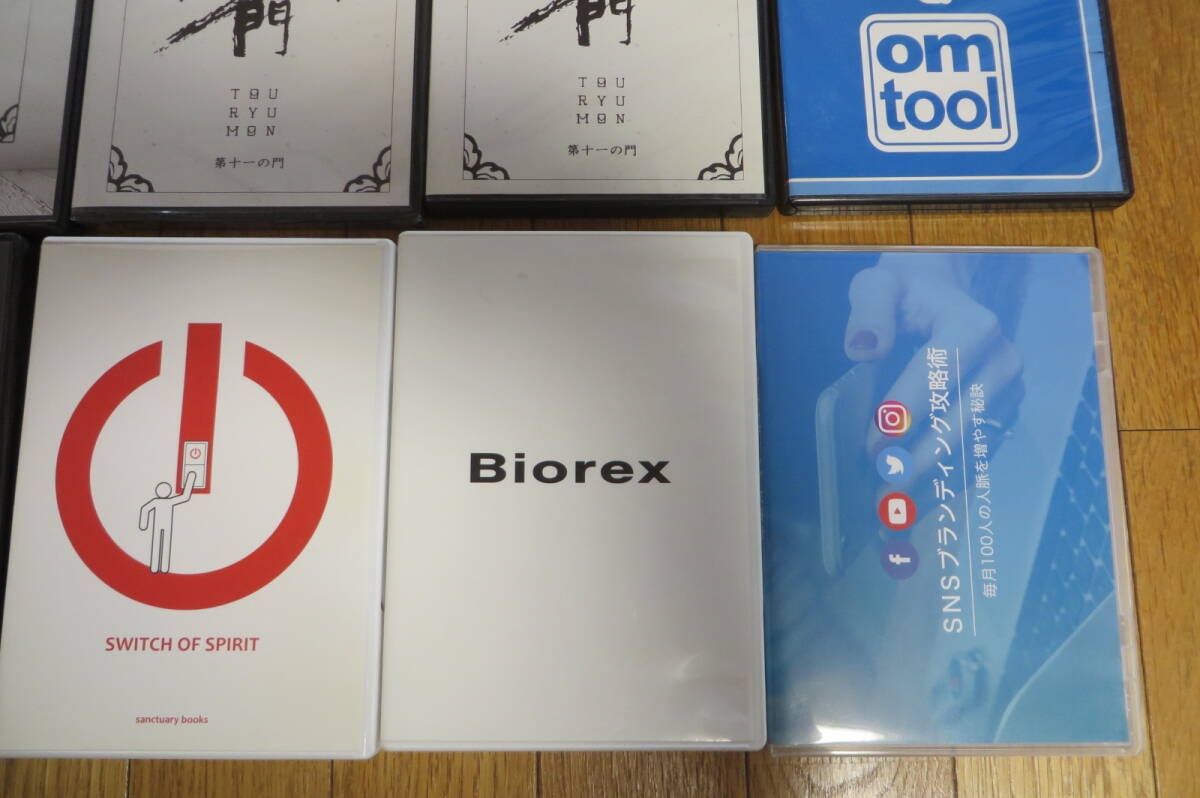 門
TOU
RYU
MON
第十一の門
門
TOU
RYU
MON
第十一の門
om
tool
SWITCH OF SPIRIT
sanctuary books
Biorex
SNSブランディング攻略術
毎月100人の人脈を増やす秘訣